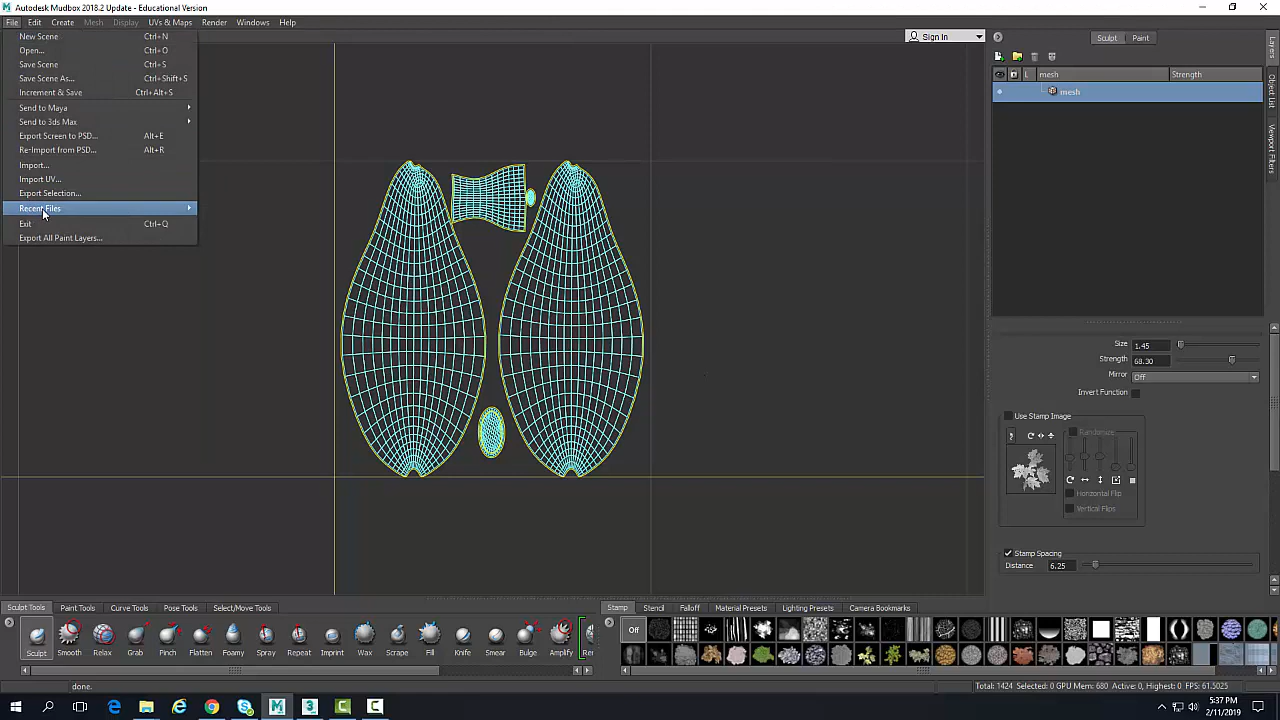 Autodesk Mudbox 2018.2 Update - Educational Version
File Edit Create Mesh Display UV's & Maps Render Windows Help
New Scene Ctrl+N
Open... Ctrl+O
Save Scene Ctrl+S
Save Scene As... Ctrl+Shift+S
Increment & Save Ctrl+Alt+S
Send to Maya
Send to 3ds Max
Export Screen to PSD... Alt+E
Re-Import from PSD... Alt+R
Import...
Import UV...
Export Selection...
Recent Files
Exit Ctrl+Q
Export All Paint Layers...
Sign In
Sculpt Paint
L mesh Strength
mesh
Layers
Object List
Viewport Filters
Size 1.45
Strength 68.30
Mirror Off
Invert Function
Use Stamp Image
Randomize
Horizontal Flip
Vertical Flips
Stamp Spacing
Distance 6.25
Sculpt Tools Paint Tools Curve Tools Pose Tools Select/Move Tools
Stamp Stencil Falloff Material Presets Lighting Presets Camera Bookmarks
Off
Sculpt Smooth Relax Grab Pinch Flatten Foamy Spray Repeat Imprint Wax Scrape Fill Knife Smear Bulge Amplify
done.
Total: 1424 Selected: 0 GPU Mem: 680 Active: 0, Highest: 0 FPS: 61.5025
5:37 PM
2/11/2019